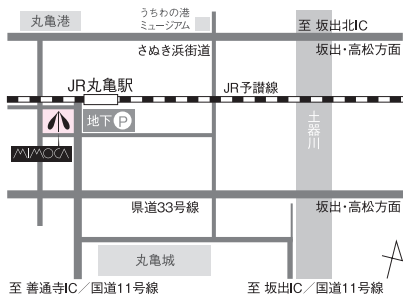 丸亀港
うちわの港
ミュージアム
至 坂出北IC
さぬき浜街道
坂出・高松方面
JR丸亀駅
JR予讃線
地下P
土器川
MIMOCA
県道33号線
坂出・高松方面
丸亀城
至 善通寺IC／国道11号線
至 坂出IC／国道11号線